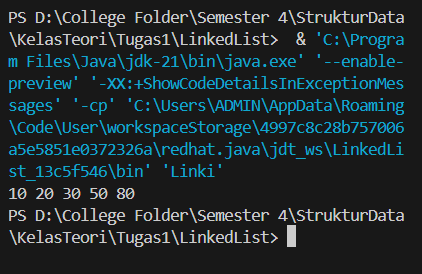 PS D:\College Folder\Semester 4\StrukturData
\KelasTeori\Tugas1\LinkedList>  & 'C:\Progra
m Files\Java\jdk-21\bin\java.exe' '--enable-
preview' '-XX:+ShowCodeDetailsInExceptionMes
sages' '-cp' 'C:\Users\ADMIN\AppData\Roaming
\Code\User\workspaceStorage\4997c8c28b757006
a5e5851e0372326a\redhat.java\jdt_ws\LinkedLi
st_13c5f546\bin' 'Linki'
10 20 30 50 80
PS D:\College Folder\Semester 4\StrukturData
\KelasTeori\Tugas1\LinkedList>